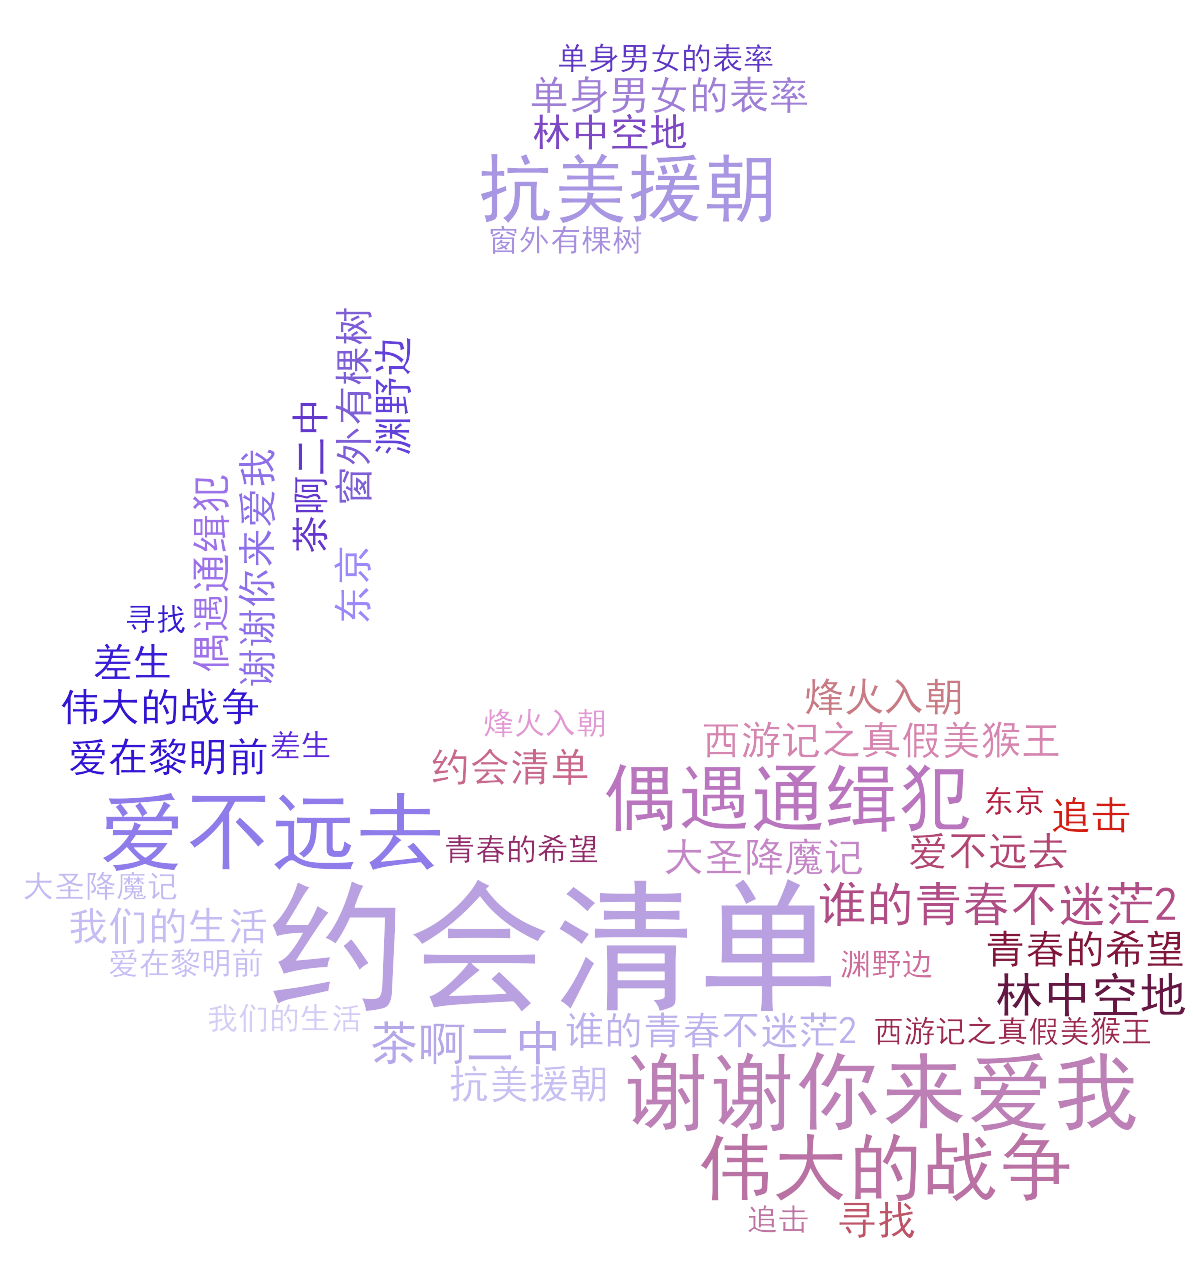 单身男女的表率
单身男女的表率
林中空地
抗美援朝
窗外有棵树
窗外有棵树
渊野边
茶啊二中
谢谢你来爱我
偶遇通缉犯
东京
寻找
差生
伟大的战争
爱在黎明前
差生
烽火入朝
烽火入朝
西游记之真假美猴王
约会清单
偶遇通缉犯
东京
追击
爱不远去
青春的希望
大圣降魔记
爱不远去
大圣降魔记
我们的生活
爱在黎明前
约会清单
谁的青春不迷茫2
青春的希望
渊野边
林中空地
我们的生活
茶啊二中
谁的青春不迷茫2
西游记之真假美猴王
抗美援朝
谢谢你来爱我
伟大的战争
追击
寻找